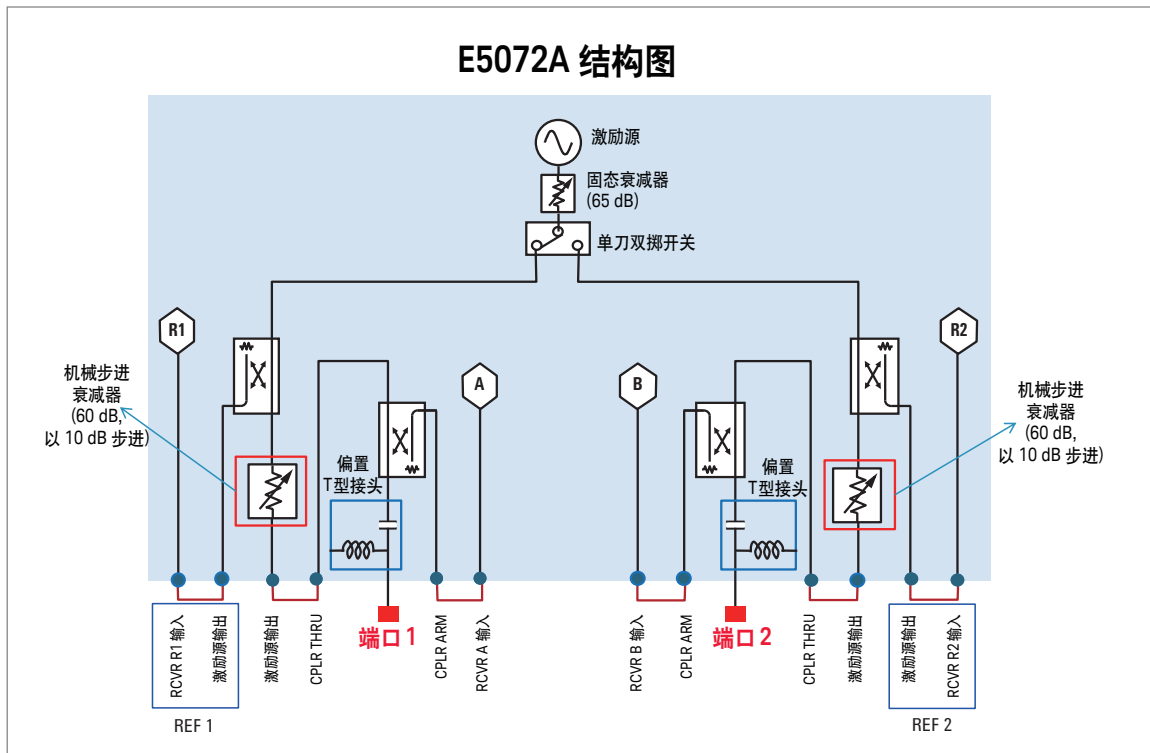 E5072A 结构图
激励源
固态衰减器
(65 dB)
单刀双掷开关
R1
R2
A
B
机械步进
衰减器
(60 dB,
以 10 dB 步进)
机械步进
衰减器
(60 dB,
以 10 dB 步进)
偏置
T型接头
偏置
T型接头
RCVR R1 输入
激励源输出
激励源输出
CPLR THRU
端口 1
CPLR ARM
RCVR A 输入
RCVR B 输入
CPLR ARM
端口 2
CPLR THRU
激励源输出
激励源输出
RCVR R2 输入
REF 1
REF 2